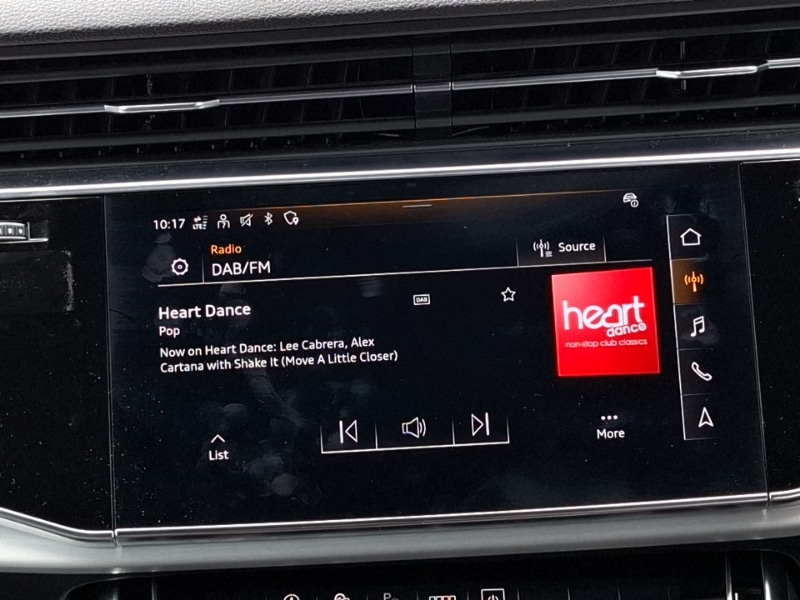 10:17 LTE
Radio
DAB/FM
Source
Heart Dance
DAB
Pop
Now on Heart Dance: Lee Cabrera, Alex
Cartana with Shake It (Move A Little Closer)
heart
dance
non-stop club classics
List
More